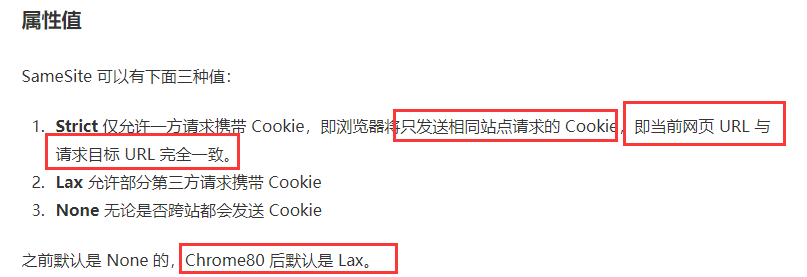 属性值
SameSite 可以有下面三种值：
1. Strict 仅允许一方请求携带 Cookie，即浏览器将只发送相同站点请求的 Cookie，即当前网页 URL 与
请求目标 URL 完全一致。
2. Lax 允许部分第三方请求携带 Cookie
3. None 无论是否跨站都会发送 Cookie
之前默认是 None 的，Chrome80 后默认是 Lax。